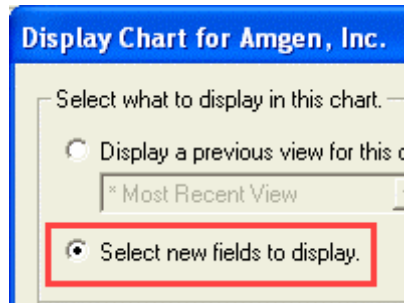 Display Chart for Amgen, Inc.
Select what to display in this chart.
Display a previous view for this
* Most Recent View
Select new fields to display.